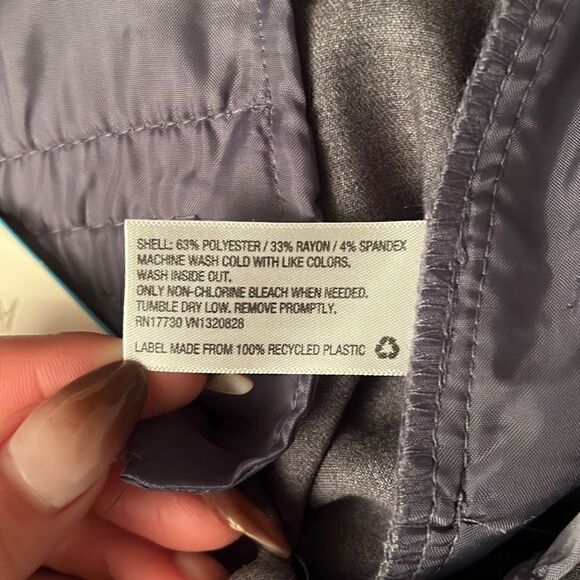 SHELL: 63% POLYESTER / 33% RAYON / 4% SPANDEX
MACHINE WASH COLD WITH LIKE COLORS.
WASH INSIDE OUT.
ONLY NON-CHLORINE BLEACH WHEN NEEDED.
TUMBLE DRY LOW. REMOVE PROMPTLY.
RN17730 VN1320828
LABEL MADE FROM 100% RECYCLED PLASTIC